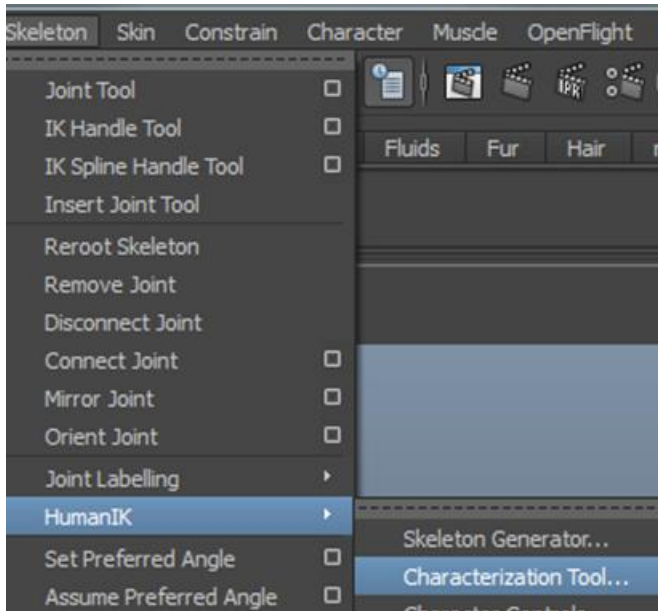 Skeleton Skin Constrain Character Muscle OpenFlight
Joint Tool
IK Handle Tool
IK Spline Handle Tool
Insert Joint Tool
Reroot Skeleton
Remove Joint
Disconnect Joint
Connect Joint
Mirror Joint
Orient Joint
Joint Labelling
HumanIK
Set Preferred Angle
Assume Preferred Angle
IPR
Fluids Fur Hair
Skeleton Generator...
Characterization Tool...